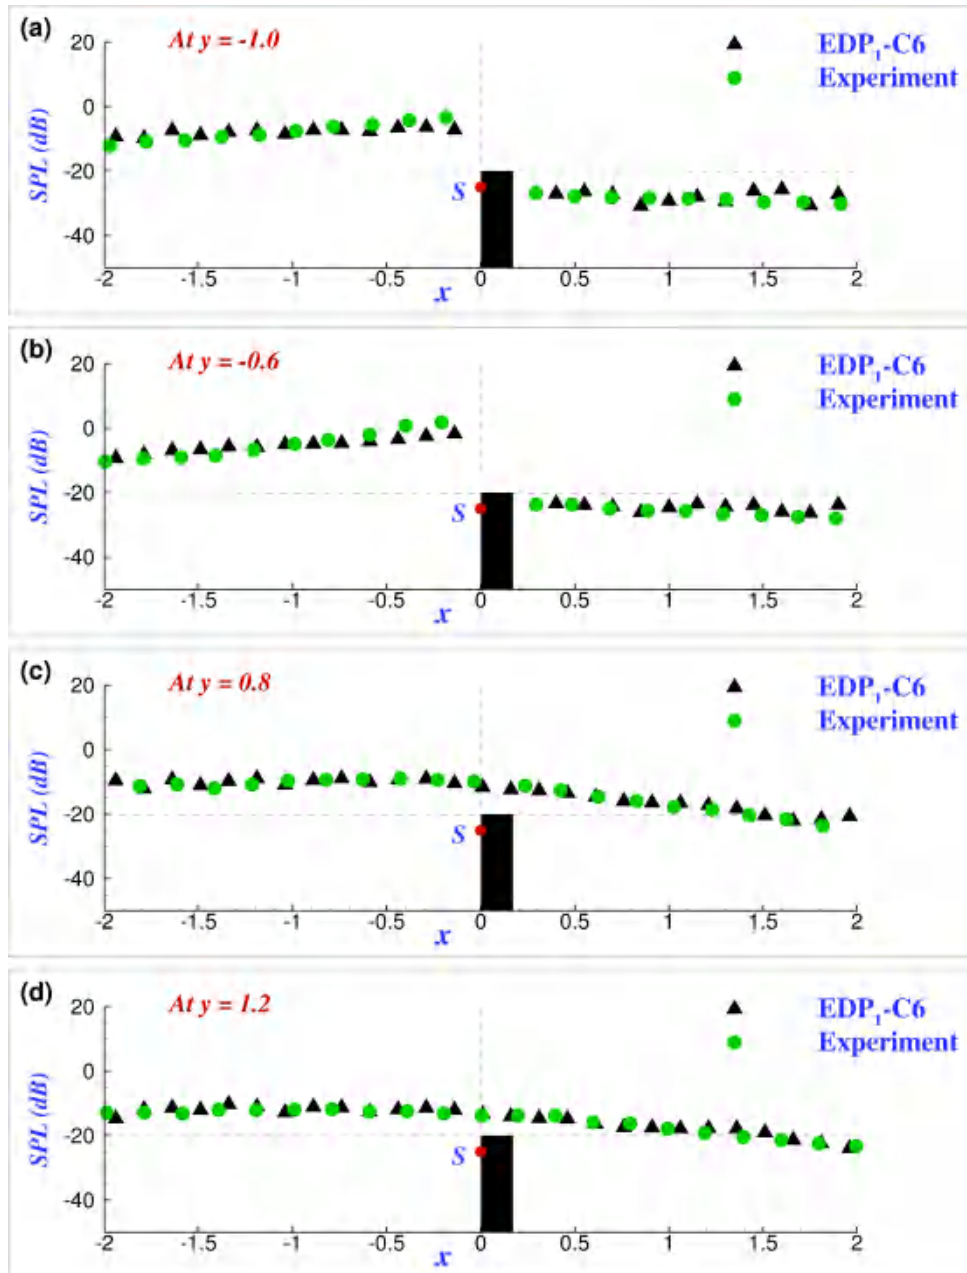 (a)
At y = -1.0
EDP1-C6
Experiment
20
0
-20
-40
SPL (dB)
S
-2 -1.5 -1 -0.5 0 0.5 1 1.5 2
x
(b)
At y = -0.6
EDP1-C6
Experiment
20
0
-20
-40
SPL (dB)
S
-2 -1.5 -1 -0.5 0 0.5 1 1.5 2
x
(c)
At y = 0.8
EDP1-C6
Experiment
20
0
-20
-40
SPL (dB)
S
-2 -1.5 -1 -0.5 0 0.5 1 1.5 2
x
(d)
At y = 1.2
EDP1-C6
Experiment
20
0
-20
-40
SPL (dB)
S
-2 -1.5 -1 -0.5 0 0.5 1 1.5 2
x